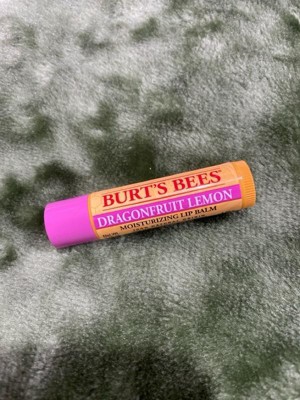 BURT'S BEES
DRAGONFRUIT LEMON
MOISTURIZING LIP BALM